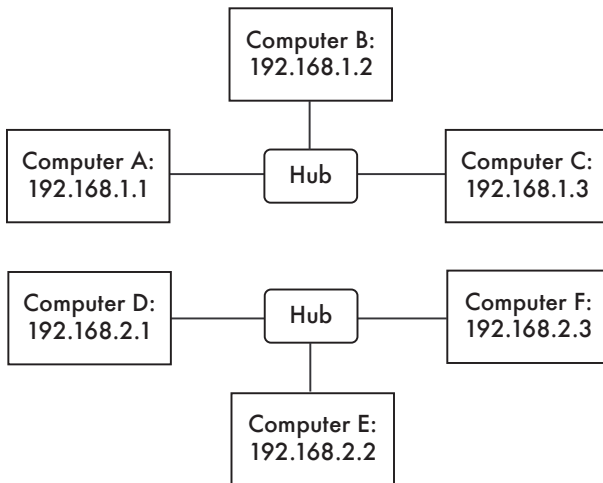 Computer B:
192.168.1.2
Computer A:
192.168.1.1
Hub
Computer C:
192.168.1.3
Computer D:
192.168.2.1
Hub
Computer F:
192.168.2.3
Computer E:
192.168.2.2